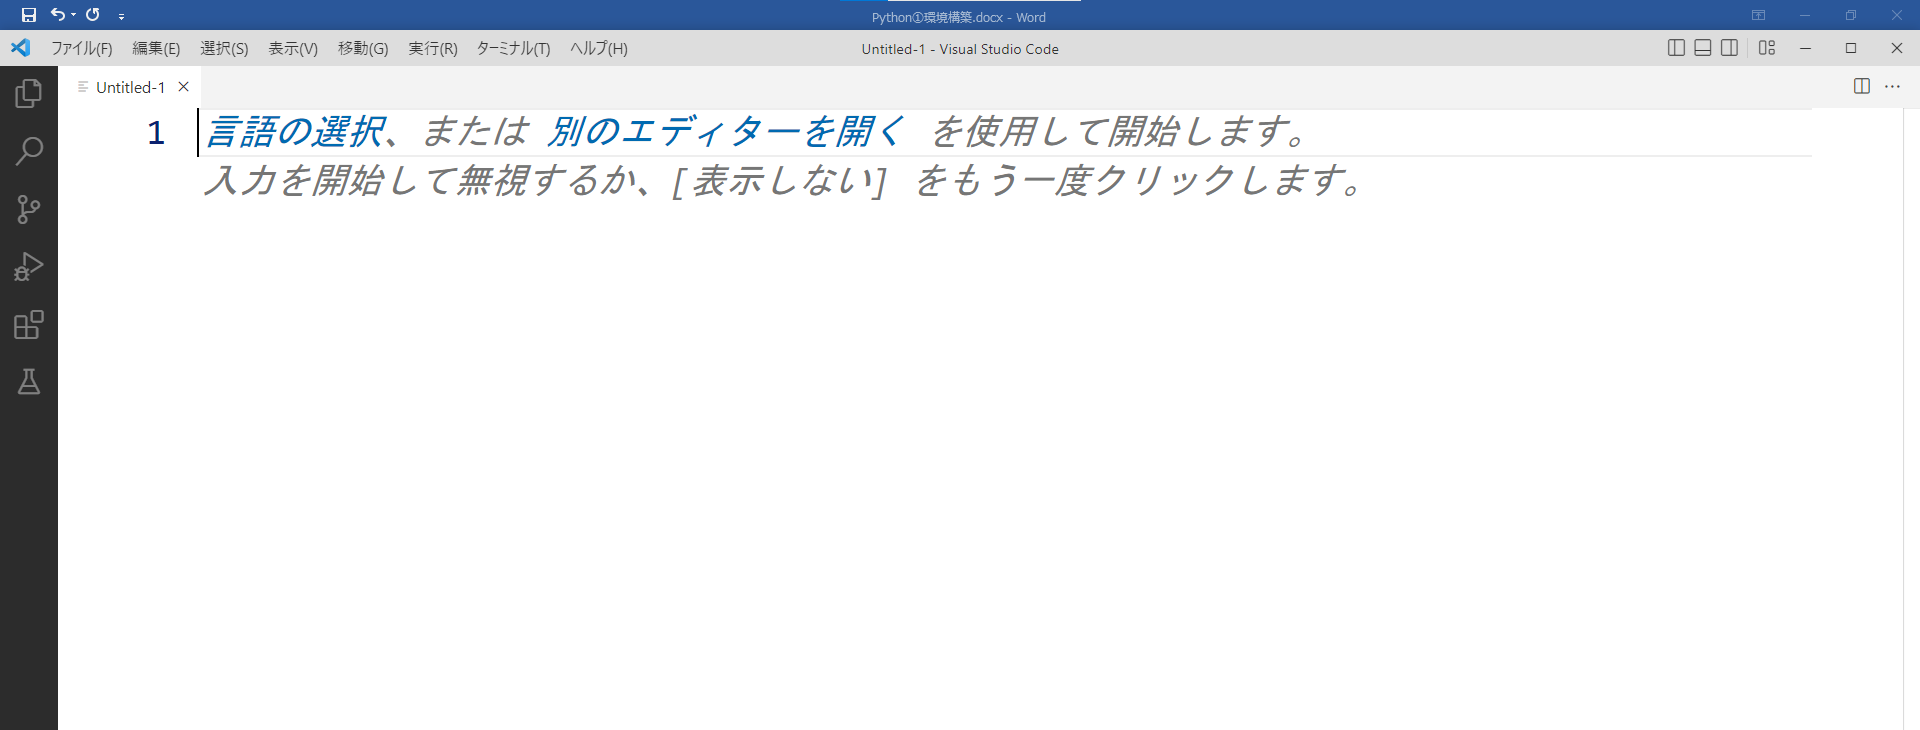 Python①環境構築.docx - Word
ファイル(F) 編集(E) 選択(S) 表示(V) 移動(G) 実行(R) ターミナル(T) ヘルプ(H) Untitled-1 - Visual Studio Code
Untitled-1
1 言語の選択、または 別のエディターを開く を使用して開始します。
入力を開始して無視するか、[表示しない] をもう一度クリックします。